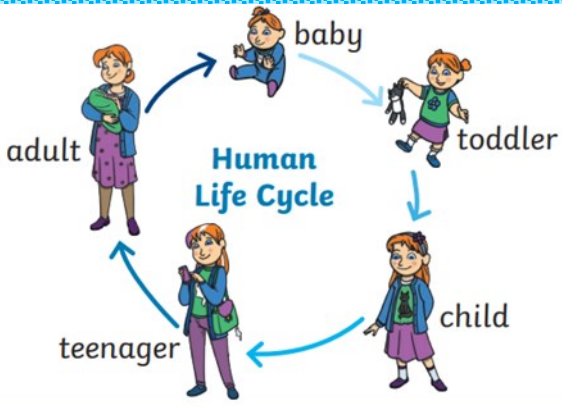 baby
toddler
adult
Human
Life Cycle
child
teenager